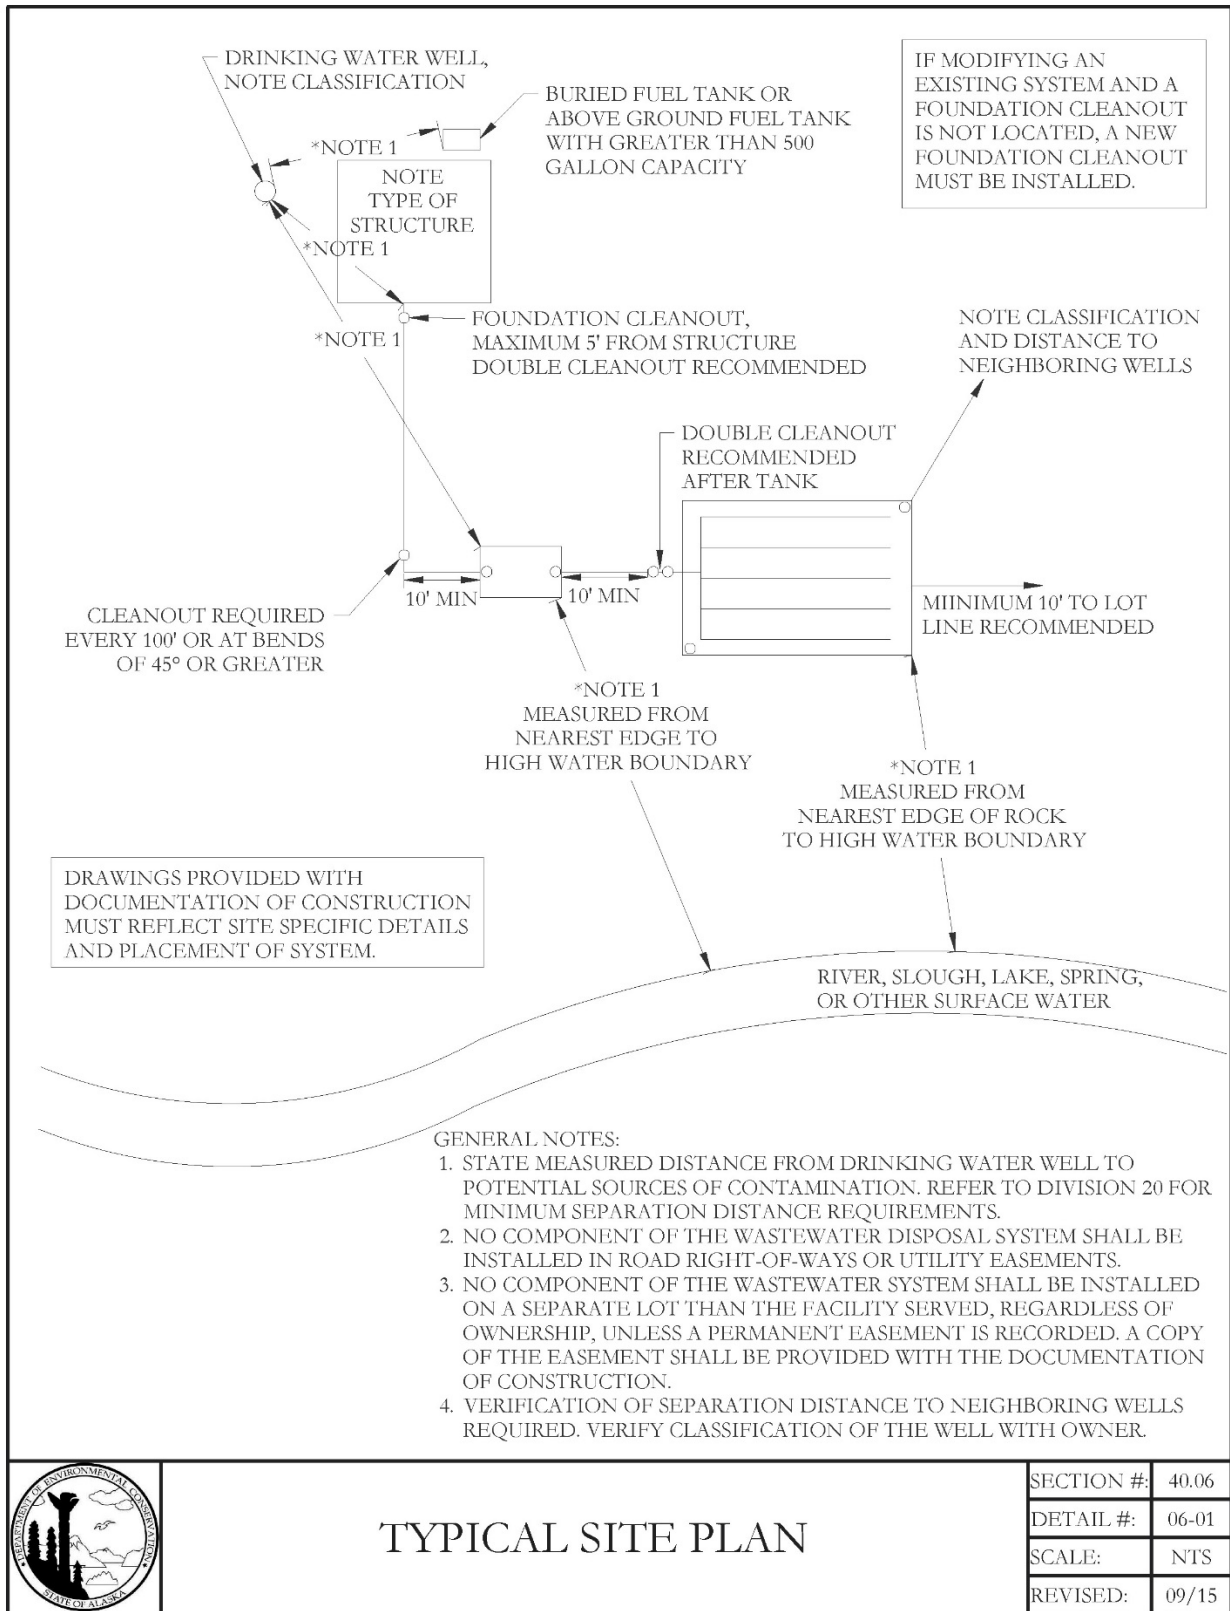 DRINKING WATER WELL,
NOTE CLASSIFICATION
BURIED FUEL TANK OR
ABOVE GROUND FUEL TANK
WITH GREATER THAN 500
GALLON CAPACITY
IF MODIFYING AN
EXISTING SYSTEM AND A
FOUNDATION CLEANOUT
IS NOT LOCATED, A NEW
FOUNDATION CLEANOUT
MUST BE INSTALLED.
*NOTE 1
NOTE
TYPE OF
STRUCTURE
*NOTE 1
*NOTE 1
FOUNDATION CLEANOUT,
MAXIMUM 5' FROM STRUCTURE
DOUBLE CLEANOUT RECOMMENDED
NOTE CLASSIFICATION
AND DISTANCE TO
NEIGHBORING WELLS
DOUBLE CLEANOUT
RECOMMENDED
AFTER TANK
10' MIN
10' MIN
CLEANOUT REQUIRED
EVERY 100' OR AT BENDS
OF 45° OR GREATER
MIINIMUM 10' TO LOT
LINE RECOMMENDED
*NOTE 1
MEASURED FROM
NEAREST EDGE TO
HIGH WATER BOUNDARY
*NOTE 1
MEASURED FROM
NEAREST EDGE OF ROCK
TO HIGH WATER BOUNDARY
DRAWINGS PROVIDED WITH
DOCUMENTATION OF CONSTRUCTION
MUST REFLECT SITE SPECIFIC DETAILS
AND PLACEMENT OF SYSTEM.
RIVER, SLOUGH, LAKE, SPRING,
OR OTHER SURFACE WATER
GENERAL NOTES:
1. STATE MEASURED DISTANCE FROM DRINKING WATER WELL TO
POTENTIAL SOURCES OF CONTAMINATION. REFER TO DIVISION 20 FOR
MINIMUM SEPARATION DISTANCE REQUIREMENTS.
2. NO COMPONENT OF THE WASTEWATER DISPOSAL SYSTEM SHALL BE
INSTALLED IN ROAD RIGHT-OF-WAYS OR UTILITY EASEMENTS.
3. NO COMPONENT OF THE WASTEWATER SYSTEM SHALL BE INSTALLED
ON A SEPARATE LOT THAN THE FACILITY SERVED, REGARDLESS OF
OWNERSHIP, UNLESS A PERMANENT EASEMENT IS RECORDED. A COPY
OF THE EASEMENT SHALL BE PROVIDED WITH THE DOCUMENTATION
OF CONSTRUCTION.
4. VERIFICATION OF SEPARATION DISTANCE TO NEIGHBORING WELLS
REQUIRED. VERIFY CLASSIFICATION OF THE WELL WITH OWNER.
DEPARTMENT OF ENVIRONMENTAL CONSERVATION
STATE OF ALASKA
TYPICAL SITE PLAN
SECTION #: 40.06
DETAIL #: 06-01
SCALE: NTS
REVISED: 09/15